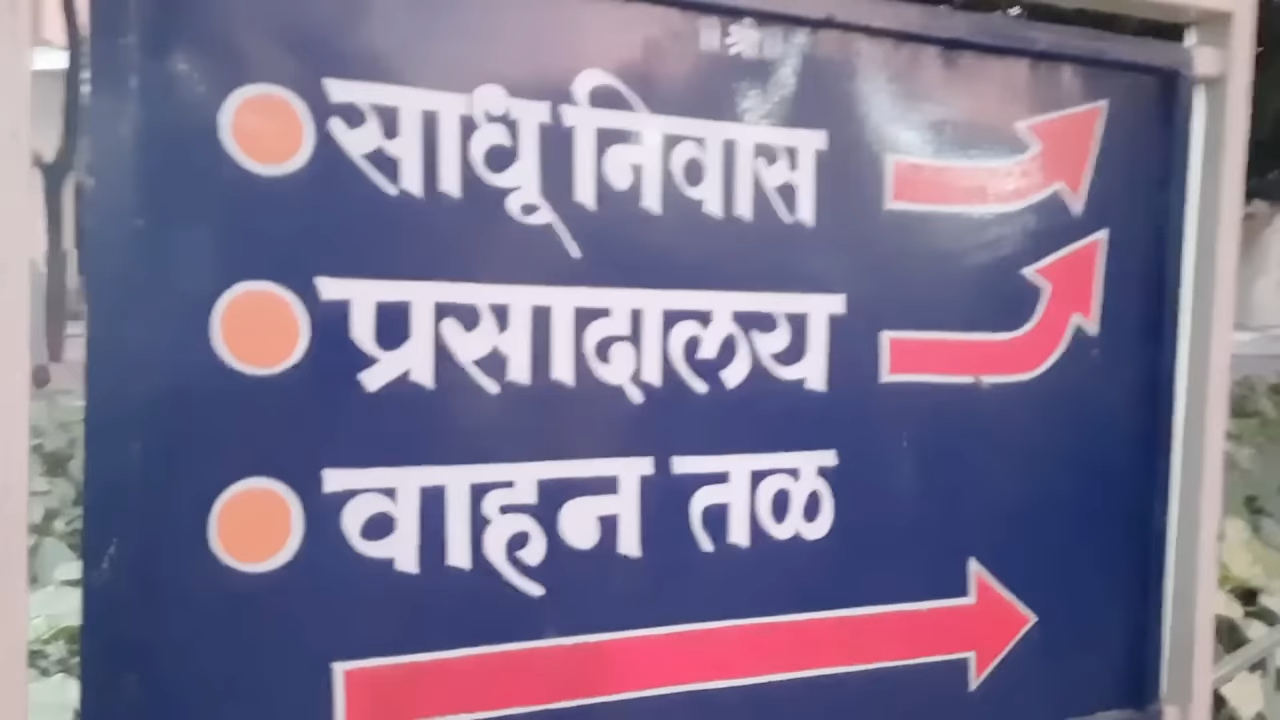 ॥ श्री ॥
साधू निवास
प्रसादालय
वाहन तळ